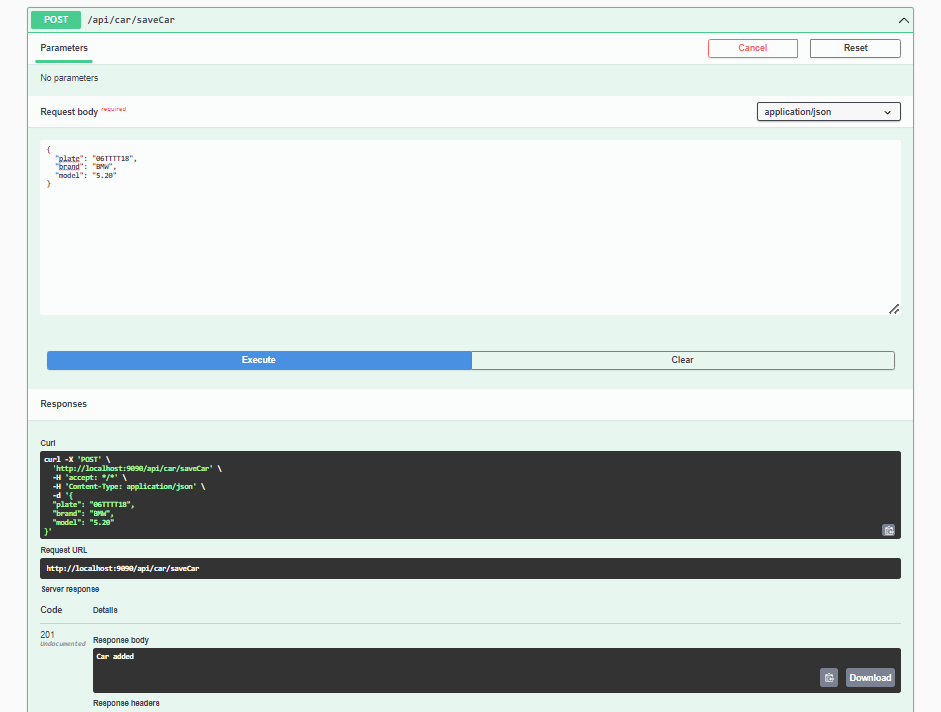 POST /api/car/saveCar
Parameters
Cancel
Reset
No parameters
Request body required
application/json
{
  "plate": "06TTTT18",
  "brand": "BMW",
  "model": "5.20"
}
Execute
Clear
Responses
Curl
curl -X 'POST' \
  'http://localhost:9090/api/car/saveCar' \
  -H 'accept: */*' \
  -H 'Content-Type: application/json' \
  -d '{
  "plate": "06TTTT18",
  "brand": "BMW",
  "model": "5.20"
}'
Request URL
http://localhost:9090/api/car/saveCar
Server response
Code Details
201
Undocumented
Response body
Car added
Download
Response headers